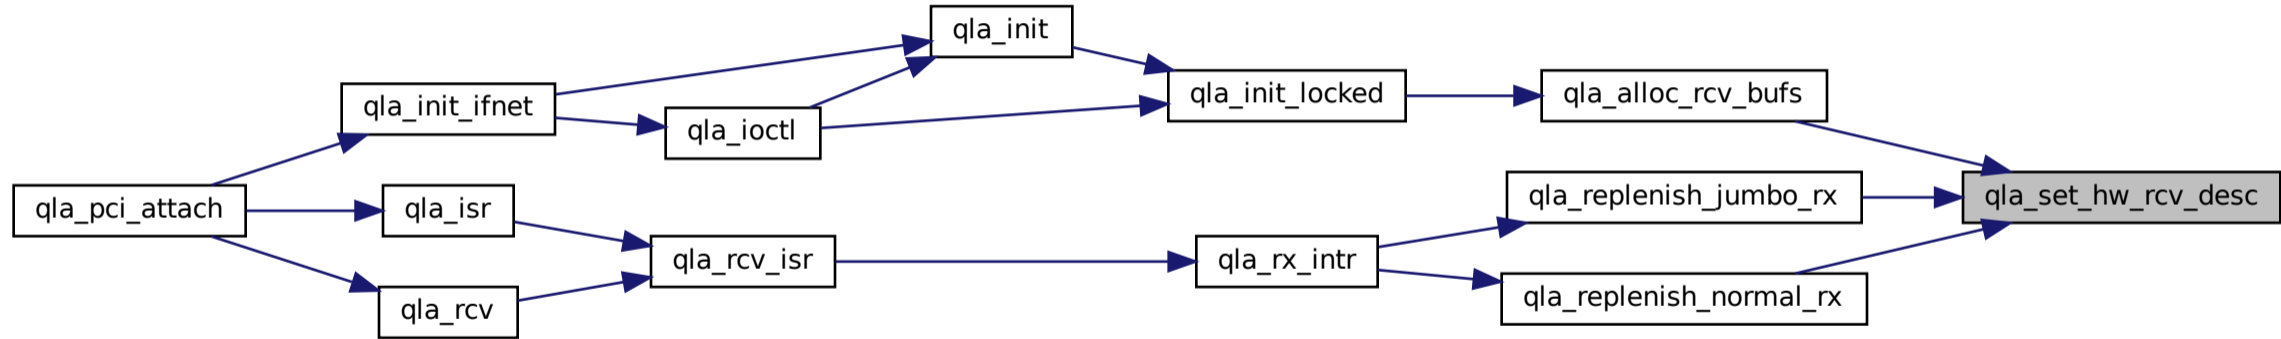 qla_init
qla_init_locked
qla_alloc_rcv_bufs
qla_init_ifnet
qla_ioctl
qla_pci_attach
qla_isr
qla_replenish_jumbo_rx
qla_set_hw_rcv_desc
qla_rcv_isr
qla_rx_intr
qla_rcv
qla_replenish_normal_rx